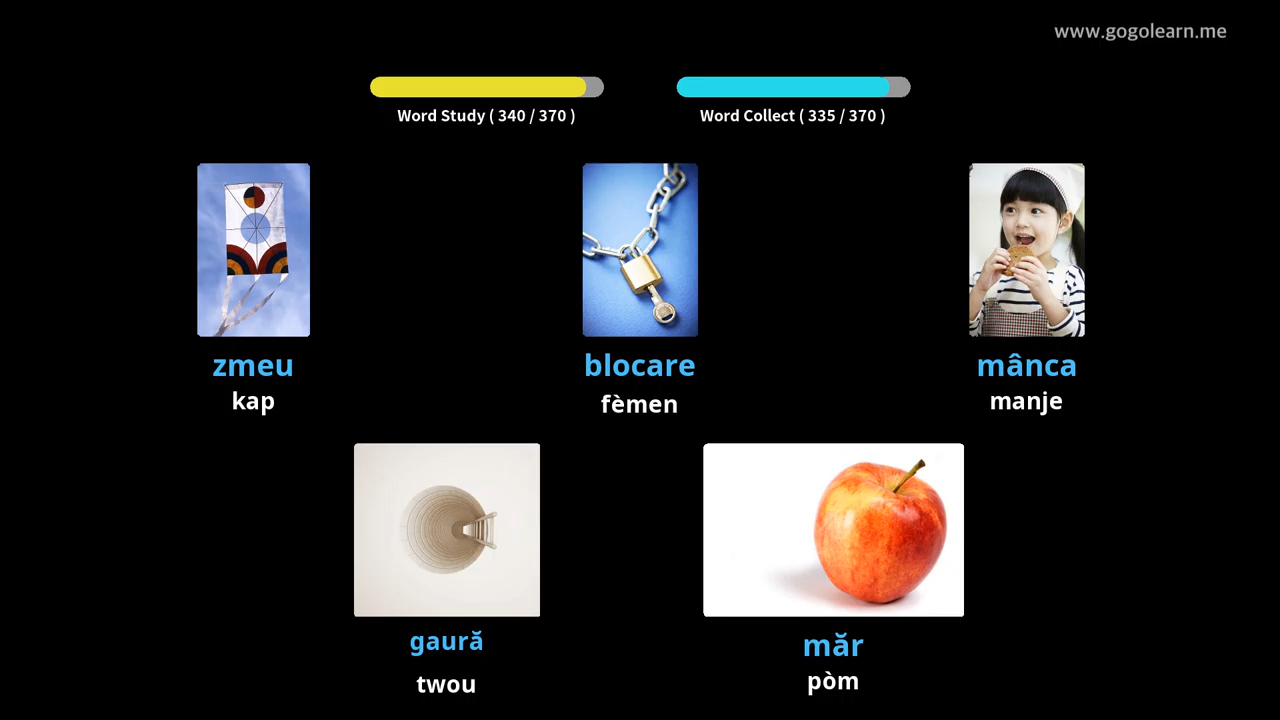 www.gogolearn.me
Word Study ( 340 / 370 )
Word Collect ( 335 / 370 )
zmeu
kap
blocare
fèmen
mânca
manje
gaură
twou
măr
pòm